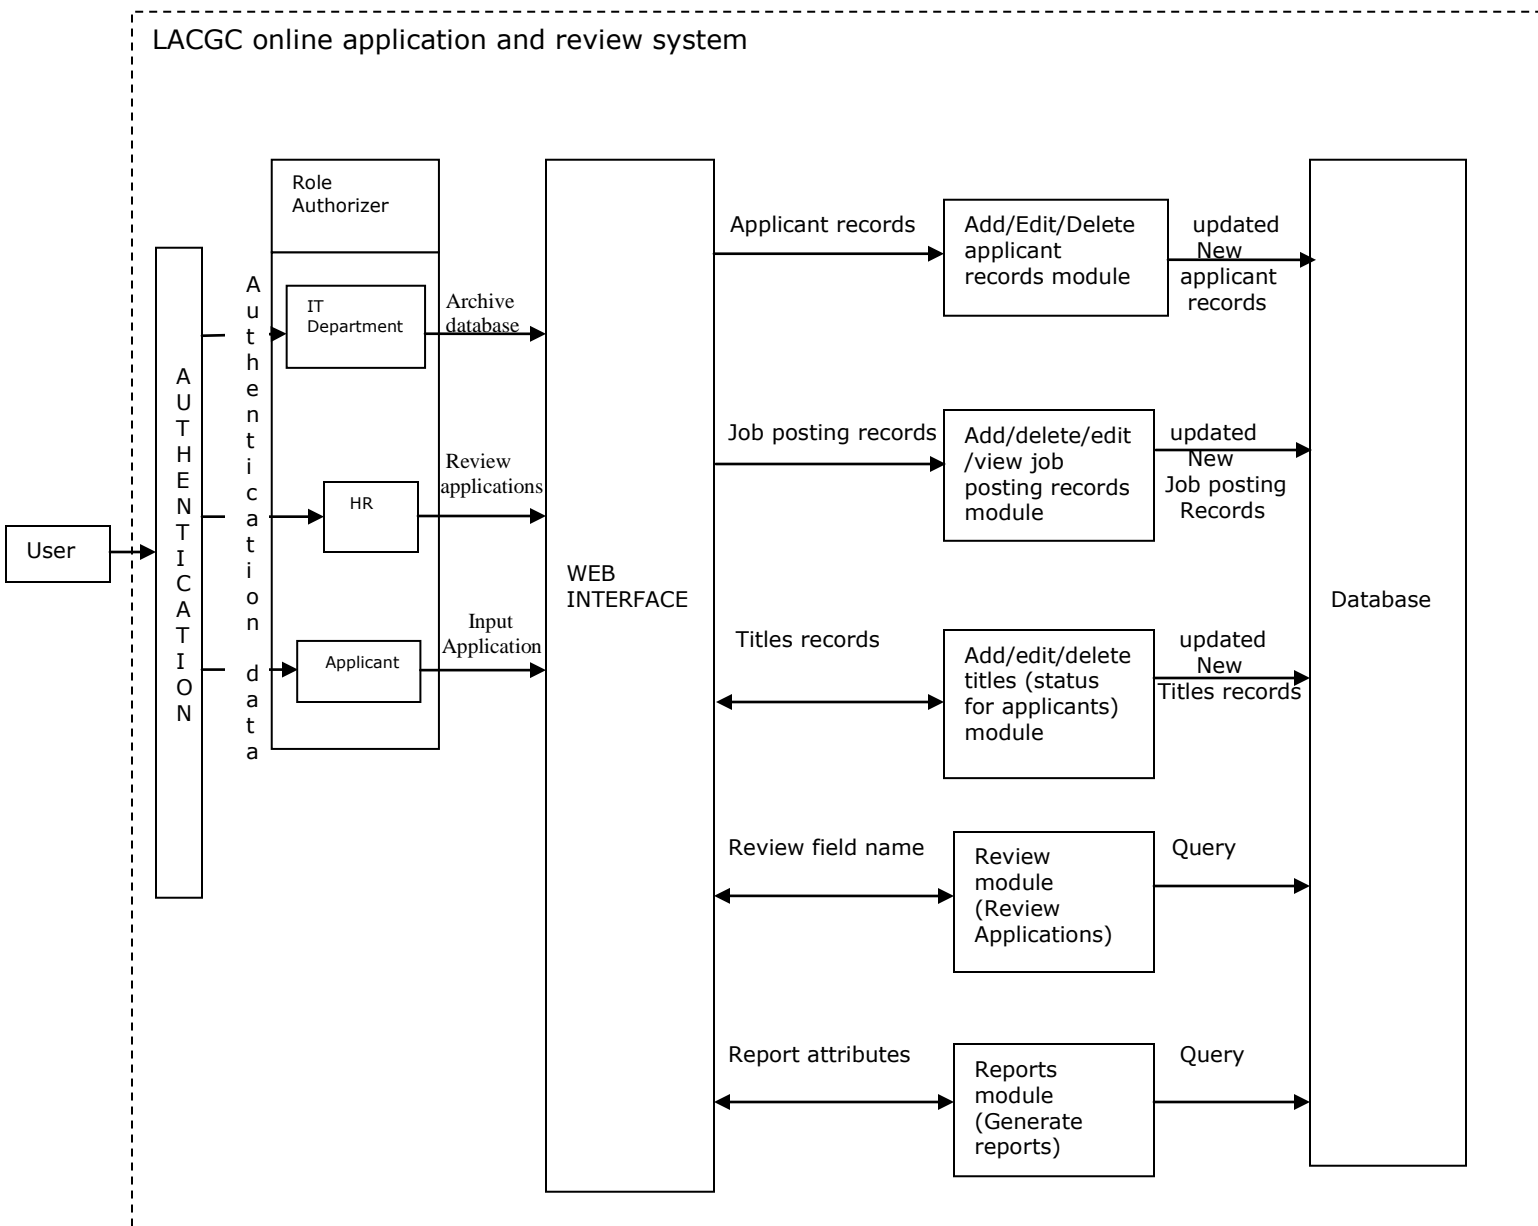 LACGC online application and review system
User
AUTHENTICATION
Authentication data
Role
Authorizer
IT
Department
HR
Applicant
Archive
database
Review
applications
Input
Application
WEB
INTERFACE
Applicant records
Add/Edit/Delete
applicant
records module
updated
New
applicant
records
Job posting records
Add/delete/edit
/view job
posting records
module
updated
New
Job posting
Records
Titles records
Add/edit/delete
titles (status
for applicants)
module
updated
New
Titles records
Review field name
Review
module
(Review
Applications)
Query
Report attributes
Reports
module
(Generate
reports)
Query
Database